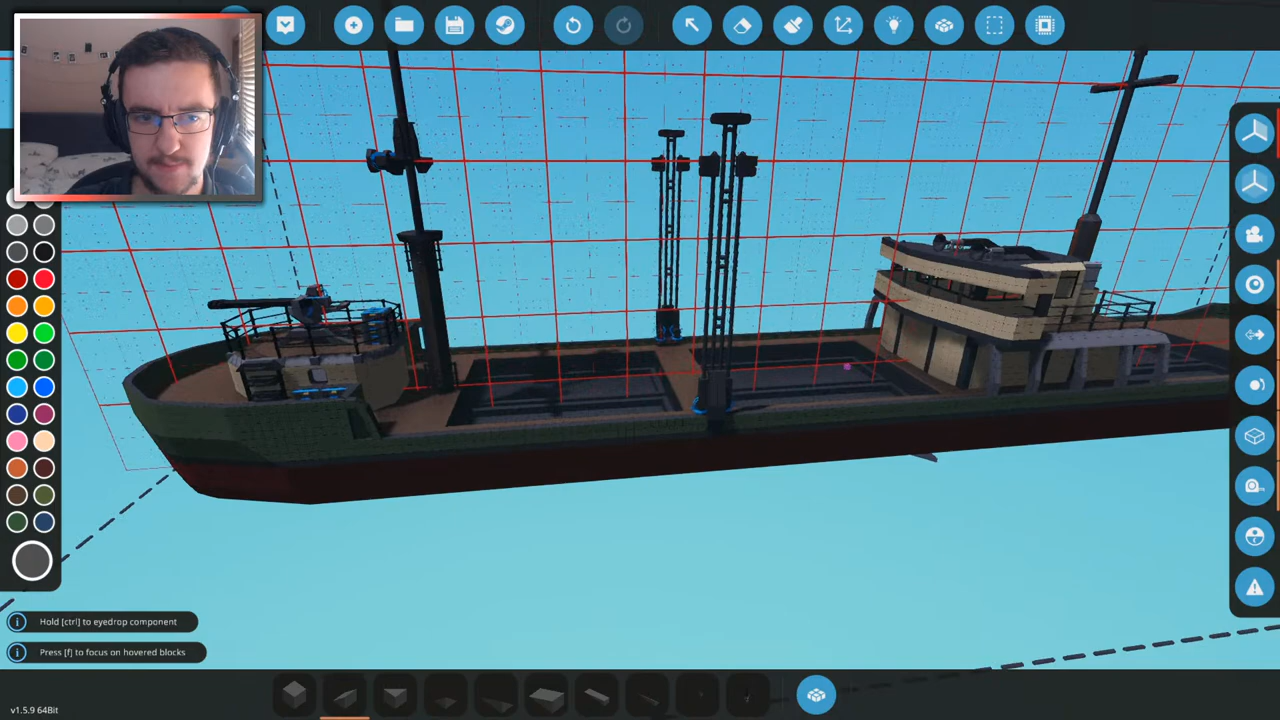 Hold [ctrl] to eyedrop component
Press [f] to focus on hovered blocks
v1.5.9 64Bit